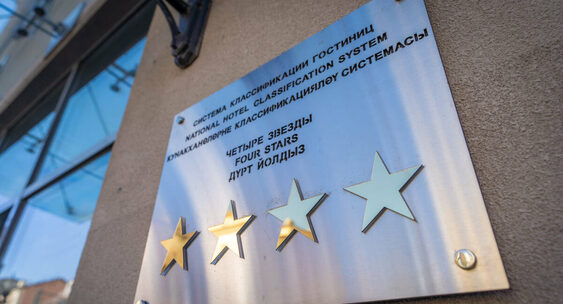 СИСТЕМА КЛАССИФИКАЦИИ ГОСТИНИЦ
NATIONAL HOTEL CLASSIFICATION SYSTEM
КУНАКХАНӘЛӘРНЕ КЛАССИФИКАЦИЯЛӘҮ СИСТЕМАСЫ
ЧЕТЫРЕ ЗВЕЗДЫ
FOUR STARS
ДҮРТ ЙОЛДЫЗ